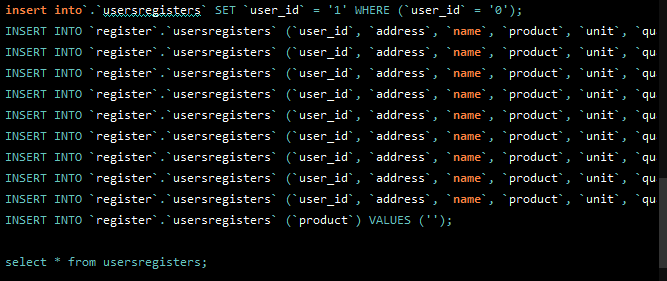 insert into`.`usersregisters` SET `user_id` = '1' WHERE (`user_id` = '0');
INSERT INTO `register`.`usersregisters` (`user_id`, `address`, `name`, `product`, `unit`, `qu
INSERT INTO `register`.`usersregisters` (`user_id`, `address`, `name`, `product`, `unit`, `qu
INSERT INTO `register`.`usersregisters` (`user_id`, `address`, `name`, `product`, `unit`, `qu
INSERT INTO `register`.`usersregisters` (`user_id`, `address`, `name`, `product`, `unit`, `qu
INSERT INTO `register`.`usersregisters` (`user_id`, `address`, `name`, `product`, `unit`, `qu
INSERT INTO `register`.`usersregisters` (`user_id`, `address`, `name`, `product`, `unit`, `qu
INSERT INTO `register`.`usersregisters` (`user_id`, `address`, `name`, `product`, `unit`, `qu
INSERT INTO `register`.`usersregisters` (`user_id`, `address`, `name`, `product`, `unit`, `qu
INSERT INTO `register`.`usersregisters` (`user_id`, `address`, `name`, `product`, `unit`, `qu
INSERT INTO `register`.`usersregisters` (`product`) VALUES ('');
select * from usersregisters;